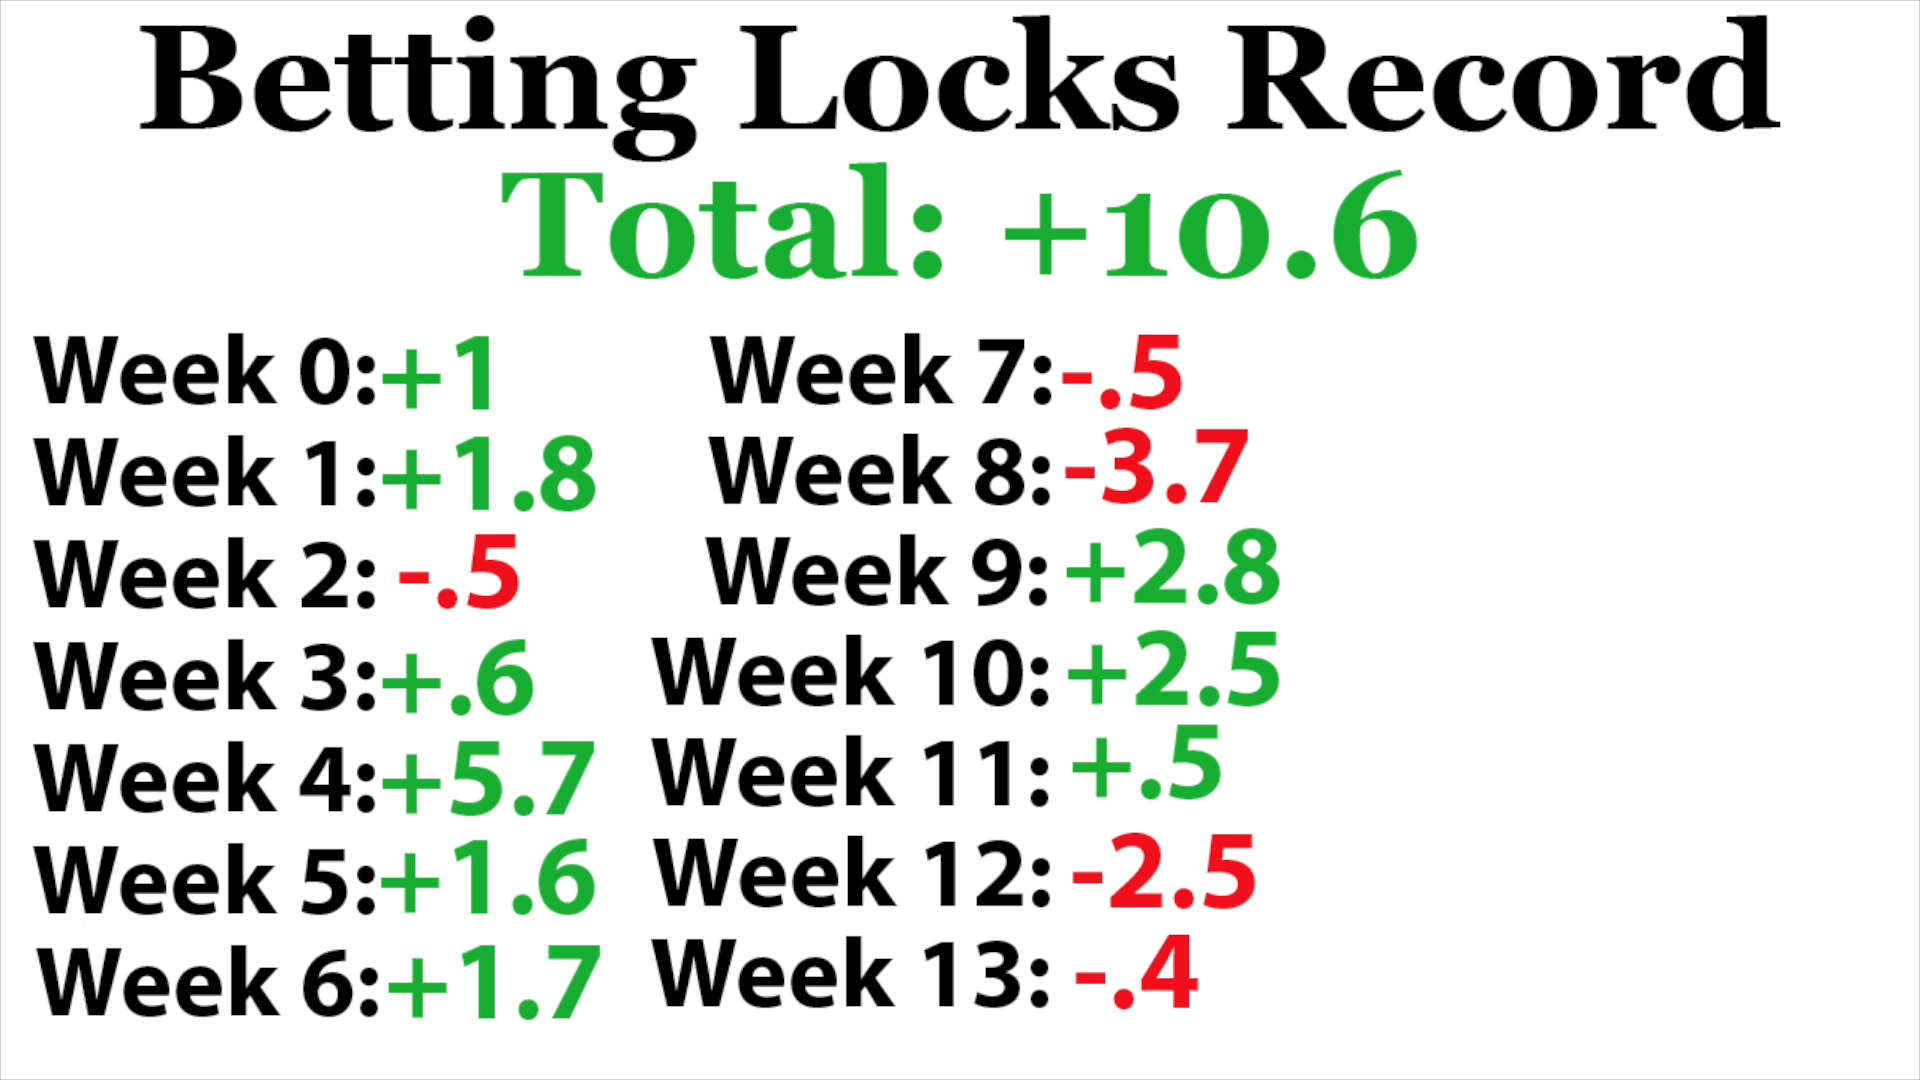 Betting Locks Record
Total: +10.6
Week 0:+1
Week 1:+1.8
Week 2: -.5
Week 3:+.6
Week 4:+5.7
Week 5:+1.6
Week 6:+1.7
Week 7:-.5
Week 8:-3.7
Week 9:+2.8
Week 10:+2.5
Week 11: +.5
Week 12: -2.5
Week 13: -.4